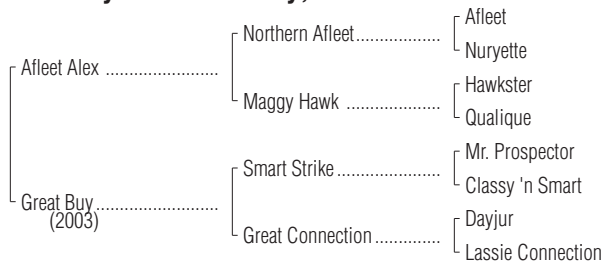 Afleet
Northern Afleet
Nuryette
Afleet Alex
Hawkster
Maggy Hawk
Qualique
Mr. Prospector
Smart Strike
Classy 'n Smart
Great Buy
(2003)
Dayjur
Great Connection
Lassie Connection